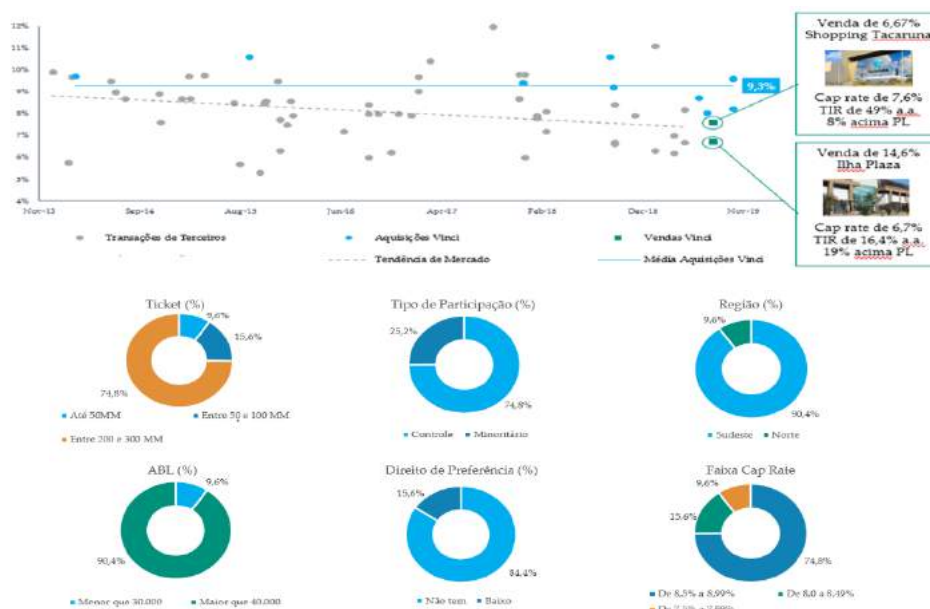 12%
11%
10%
9%
8%
7%
6%
5%
4%
9,3%
Nov-13
Sep-14
Aug-15
Jun-16
Apr-17
Feb-18
Dec-18
Nov-19
Transações de Terceiros
Aquisições Vinci
Vendas Vinci
Tendência de Mercado
Média Aquisições Vinci
Venda de 6,67%
Shopping Tacaruna
Cap rate de 7,6%
TIR de 49% a.a.
8% acima PL
Venda de 14,6%
Ilha Plaza
Cap rate de 6,7%
TIR de 16,4% a.a.
19% acima PL
Ticket (%)
9,6%
15,6%
74,8%
Até 50MM
Entre 50 e 100 MM
Entre 200 e 300 MM
Tipo de Participação (%)
25,2%
74,8%
Controle
Minoritário
Região (%)
9,6%
90,4%
Sudeste
Norte
ABL (%)
9,6%
90,4%
Menor que 30.000
Maior que 40.000
Direito de Preferência (%)
15,6%
84,4%
Não tem
Baixo
Faixa Cap Rate
9,6%
15,6%
74,8%
De 8,5% a 8,99%
De 8,0 a 8,49%